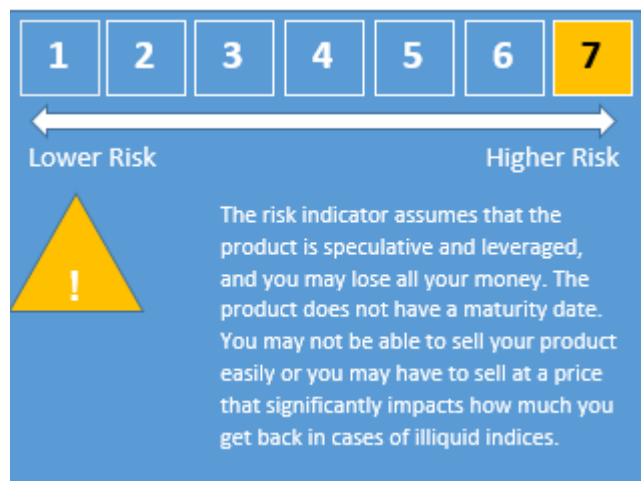 1 2 3 4 5 6 7
Lower Risk Higher Risk
!
The risk indicator assumes that the
product is speculative and leveraged,
and you may lose all your money. The
product does not have a maturity date.
You may not be able to sell your product
easily or you may have to sell at a price
that significantly impacts how much you
get back in cases of illiquid indices.